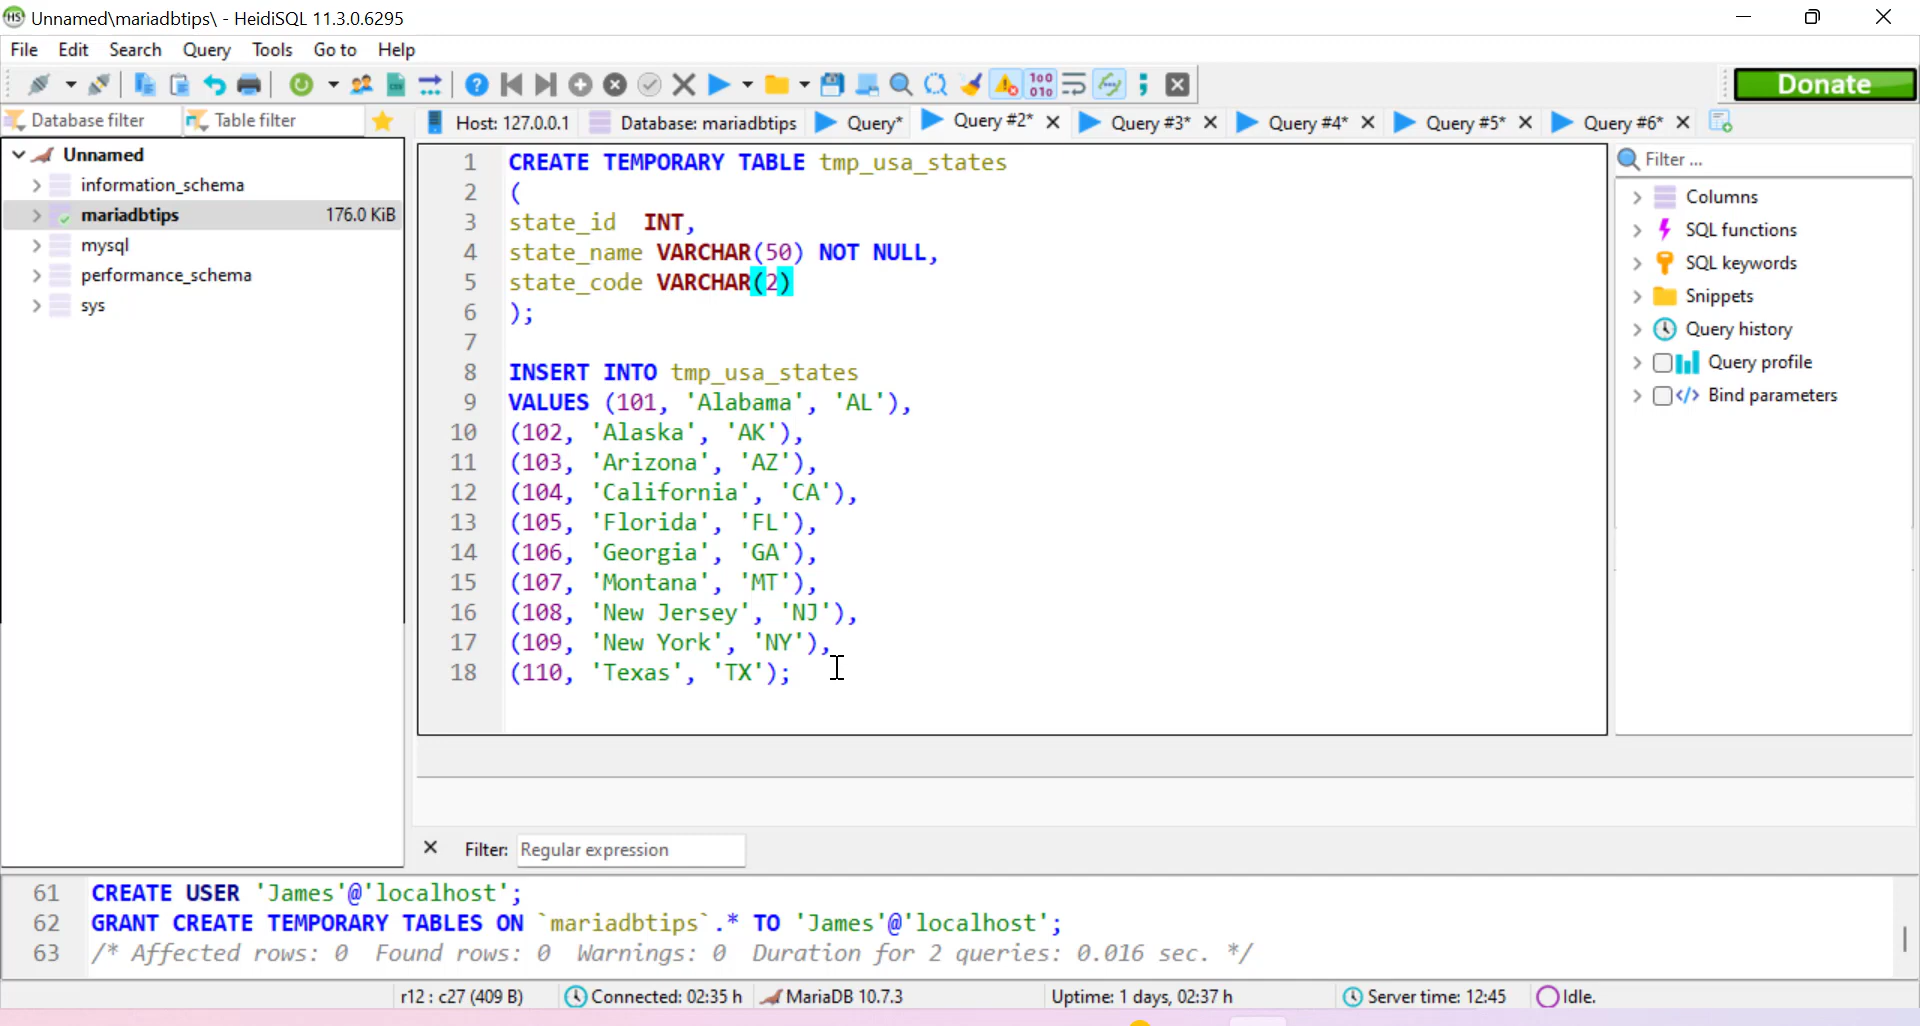 HS Unnamed\mariadbtips\ - HeidiSQL 11.3.0.6295
File Edit Search Query Tools Go to Help
Donate
Database filter Table filter
Host: 127.0.0.1 Database: mariadbtips Query* Query #2* Query #3* Query #4* Query #5* Query #6*
Unnamed
information_schema
mariadbtips 176.0 KiB
mysql
performance_schema
sys
1 CREATE TEMPORARY TABLE tmp_usa_states
2 (
3 state_id INT,
4 state_name VARCHAR(50) NOT NULL,
5 state_code VARCHAR(2)
6 );
7
8 INSERT INTO tmp_usa_states
9 VALUES (101, 'Alabama', 'AL'),
10 (102, 'Alaska', 'AK'),
11 (103, 'Arizona', 'AZ'),
12 (104, 'California', 'CA'),
13 (105, 'Florida', 'FL'),
14 (106, 'Georgia', 'GA'),
15 (107, 'Montana', 'MT'),
16 (108, 'New Jersey', 'NJ'),
17 (109, 'New York', 'NY'),
18 (110, 'Texas', 'TX');
Filter ...
Columns
SQL functions
SQL keywords
Snippets
Query history
Query profile
Bind parameters
Filter: Regular expression
61 CREATE USER 'James'@'localhost';
62 GRANT CREATE TEMPORARY TABLES ON `mariadbtips`.* TO 'James'@'localhost';
63 /* Affected rows: 0 Found rows: 0 Warnings: 0 Duration for 2 queries: 0.016 sec. */
r12 : c27 (409 B) Connected: 02:35 h MariaDB 10.7.3 Uptime: 1 days, 02:37 h Server time: 12:45 Idle.